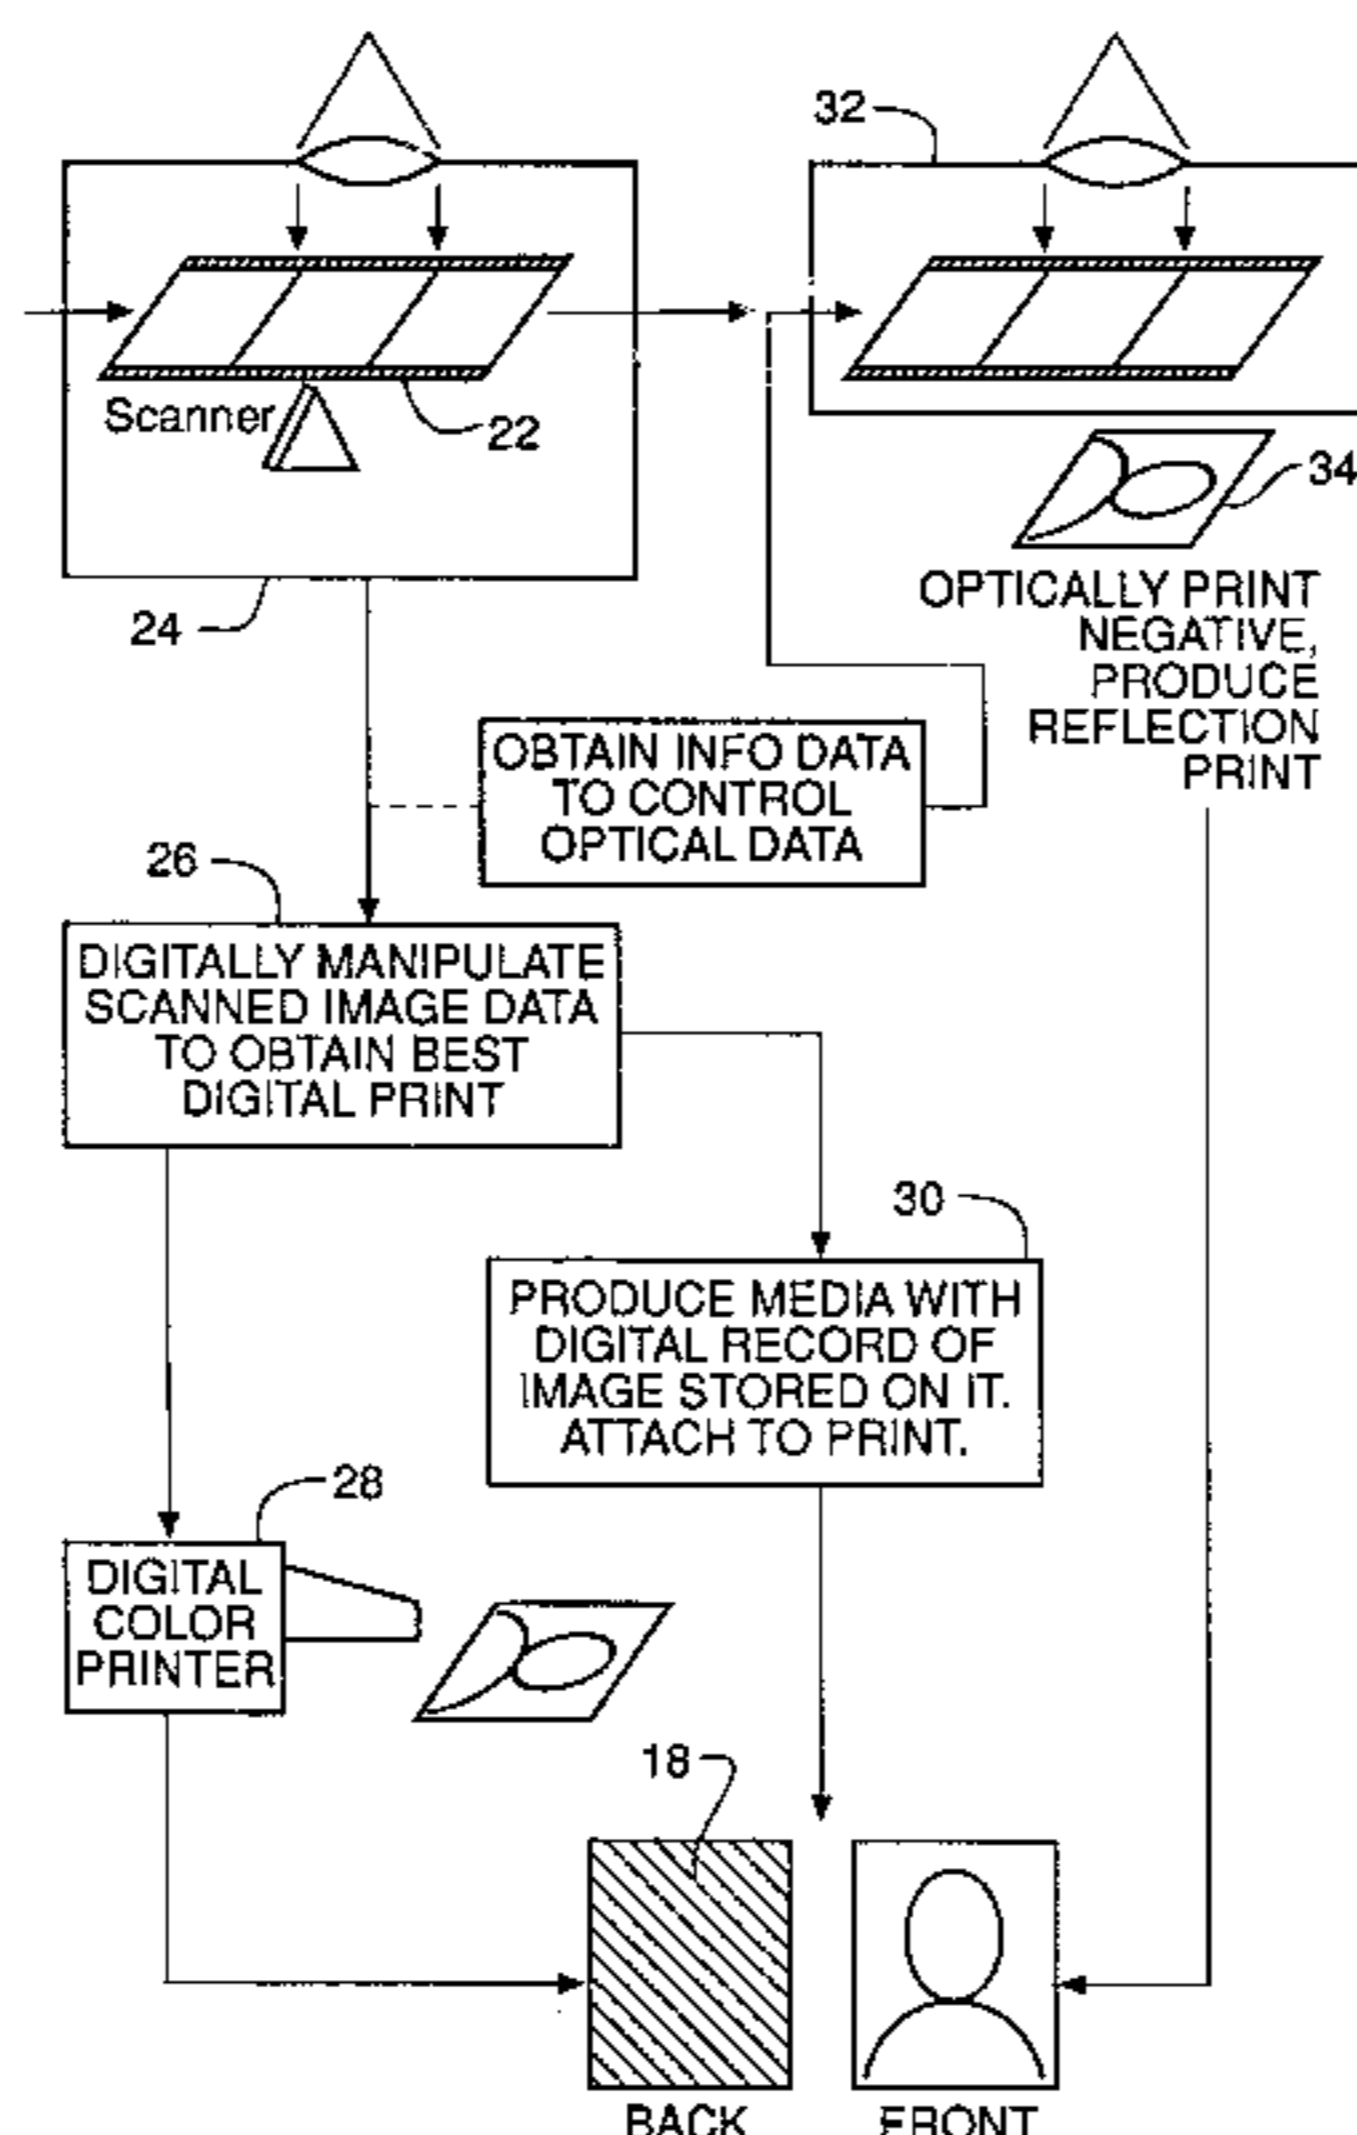 32
Scanner
22
34
24
OPTICALLY PRINT
NEGATIVE,
PRODUCE
REFLECTION
PRINT
OBTAIN INFO DATA
TO CONTROL
OPTICAL DATA
26
DIGITALLY MANIPULATE
SCANNED IMAGE DATA
TO OBTAIN BEST
DIGITAL PRINT
30
PRODUCE MEDIA WITH
DIGITAL RECORD OF
IMAGE STORED ON IT.
ATTACH TO PRINT.
28
DIGITAL
COLOR
PRINTER
18
BACK
FRONT